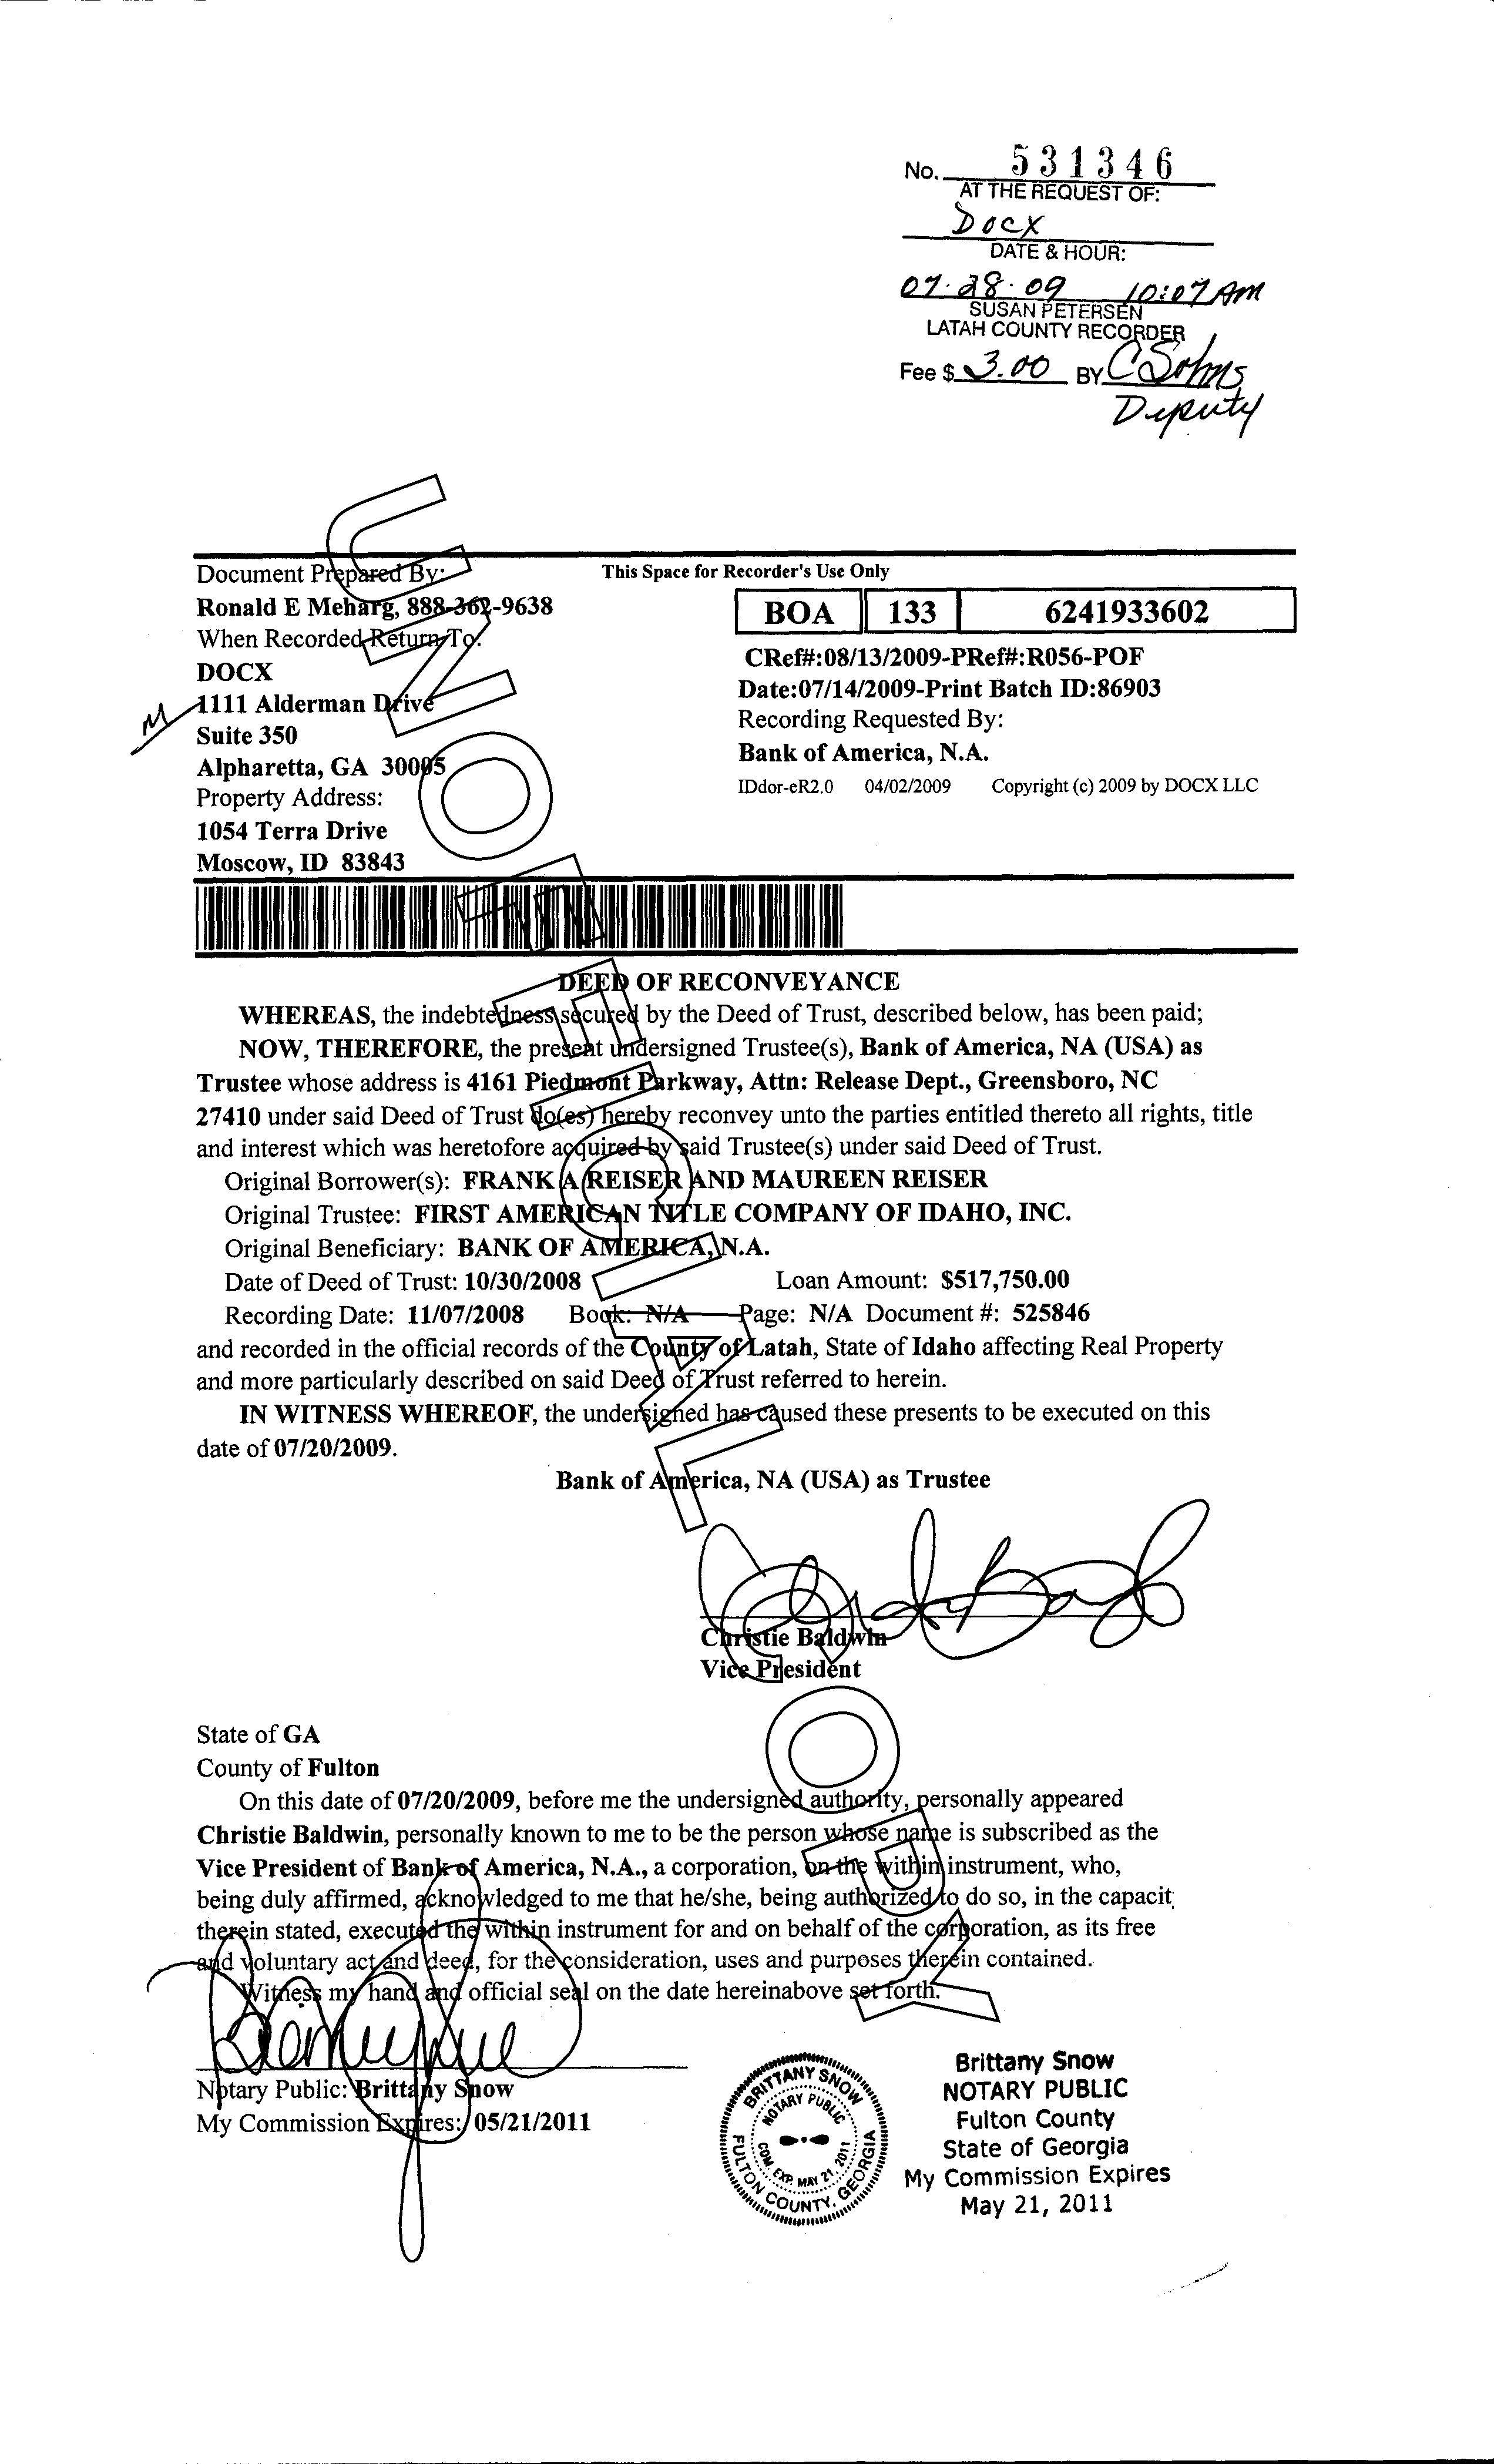 No. 531346
AT THE REQUEST OF:
Docx
DATE & HOUR:
07.28.09 10:07 AM
SUSAN PETERSEN
LATAH COUNTY RECORDER
Fee $ 3.00 BY
Deputy
This Space for Recorder's Use Only
Document Prepared By:
Ronald E Meharg, 888-362-9638
When Recorded Return To:
DOCX
1111 Alderman Drive
Suite 350
Alpharetta, GA 30005
Property Address:
1054 Terra Drive
Moscow, ID 83843
M
BOA 133 6241933602
CRef#:08/13/2009-PRef#:R056-POF
Date:07/14/2009-Print Batch ID:86903
Recording Requested By:
Bank of America, N.A.
IDdor-eR2.0 04/02/2009 Copyright (c) 2009 by DOCX LLC
DEED OF RECONVEYANCE
WHEREAS, the indebtedness secured by the Deed of Trust, described below, has been paid;
NOW, THEREFORE, the present undersigned Trustee(s), Bank of America, NA (USA) as
Trustee whose address is 4161 Piedmont Parkway, Attn: Release Dept., Greensboro, NC
27410 under said Deed of Trust do(es) hereby reconvey unto the parties entitled thereto all rights, title
and interest which was heretofore acquired by said Trustee(s) under said Deed of Trust.
Original Borrower(s): FRANK A REISER AND MAUREEN REISER
Original Trustee: FIRST AMERICAN TITLE COMPANY OF IDAHO, INC.
Original Beneficiary: BANK OF AMERICA, N.A.
Date of Deed of Trust: 10/30/2008 Loan Amount: $517,750.00
Recording Date: 11/07/2008 Book: N/A Page: N/A Document #: 525846
and recorded in the official records of the County of Latah, State of Idaho affecting Real Property
and more particularly described on said Deed of Trust referred to herein.
IN WITNESS WHEREOF, the undersigned has caused these presents to be executed on this
date of 07/20/2009.
Bank of America, NA (USA) as Trustee
Christie Baldwin
Vice President
State of GA
County of Fulton
On this date of 07/20/2009, before me the undersigned authority, personally appeared
Christie Baldwin, personally known to me to be the person whose name is subscribed as the
Vice President of Bank of America, N.A., a corporation, on the within instrument, who,
being duly affirmed, acknowledged to me that he/she, being authorized to do so, in the capacit
therein stated, executed the within instrument for and on behalf of the corporation, as its free
and voluntary act and deed, for the consideration, uses and purposes therein contained.
Witness my hand and official seal on the date hereinabove set forth.
Notary Public: Brittany Snow
My Commission Expires: 05/21/2011
BRITTANY SNOW
NOTARY PUBLIC
COM. EXP. MAY 21, 2011
FULTON COUNTY, GEORGIA
Brittany Snow
NOTARY PUBLIC
Fulton County
State of Georgia
My Commission Expires
May 21, 2011
UNOFFICIAL COPY